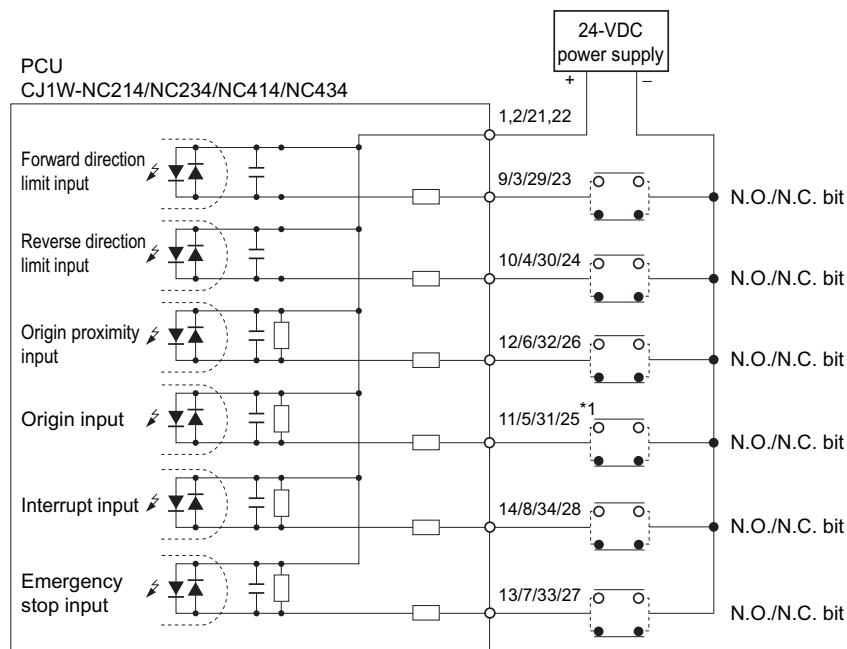 24-VDC
power supply
+
−
PCU
CJ1W-NC214/NC234/NC414/NC434
1,2/21,22
Forward direction
limit input
9/3/29/23
N.O./N.C. bit
Reverse direction
limit input
10/4/30/24
N.O./N.C. bit
Origin proximity
input
12/6/32/26
N.O./N.C. bit
Origin input
11/5/31/25*1
N.O./N.C. bit
Interrupt input
14/8/34/28
N.O./N.C. bit
Emergency
stop input
13/7/33/27
N.O./N.C. bit